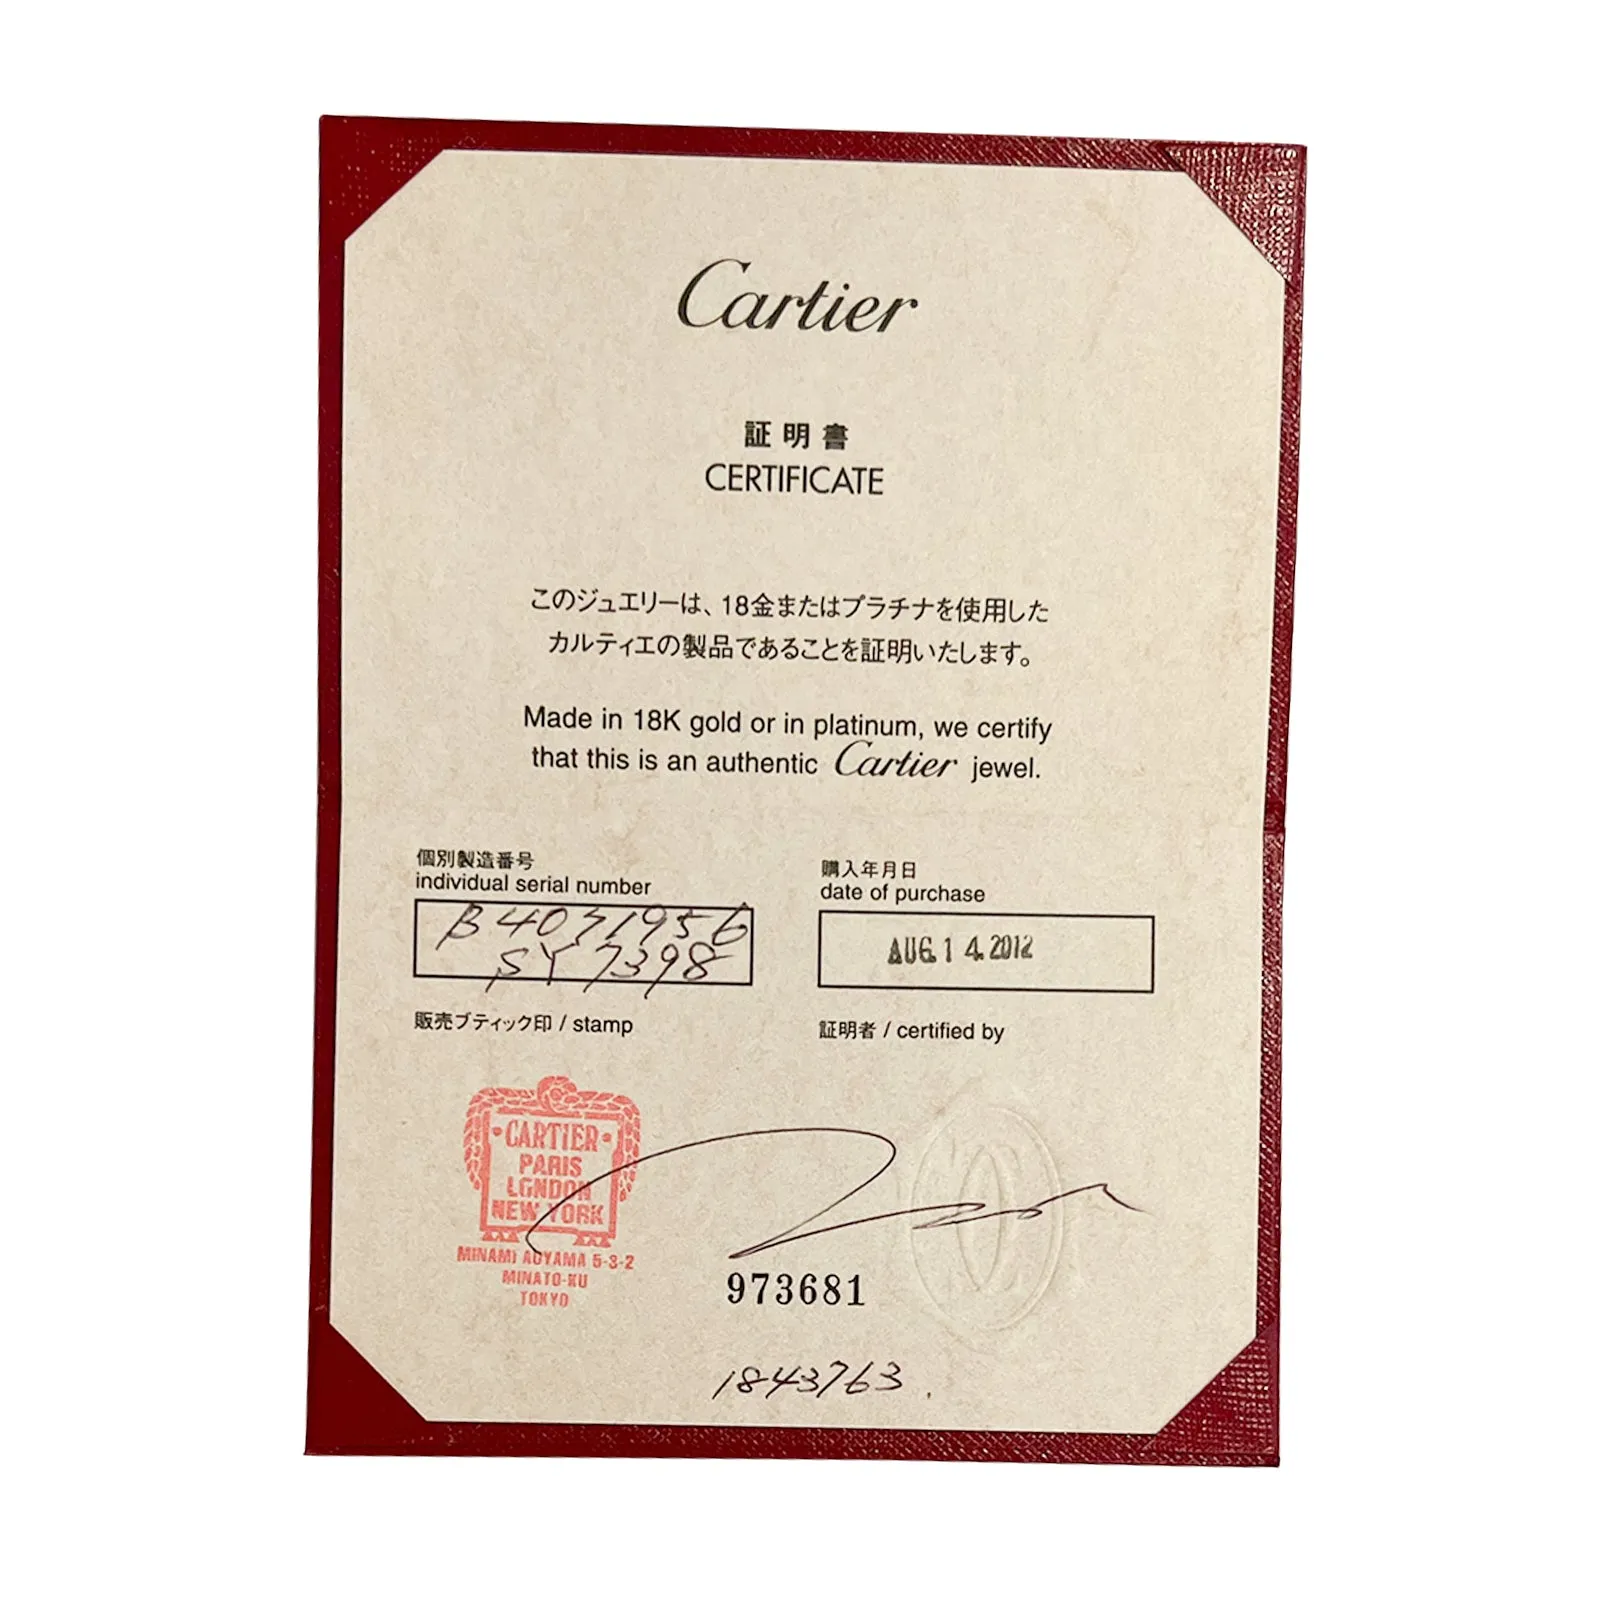 Cartier
証明書
CERTIFICATE
このジュエリーは、18金またはプラチナを使用した
カルティエの製品であることを証明いたします。
Made in 18K gold or in platinum, we certify
that this is an authentic Cartier jewel.
個別製造番号
individual serial number
B4031956
SY7398
購入年月日
date of purchase
AUG.14.2012
販売ブティック印 / stamp
証明者 / certified by
CARTIER
PARIS
LONDON
NEW YORK
MINAMI AOYAMA 5-3-2
MINATO-KU
TOKYO
973681
1843763.